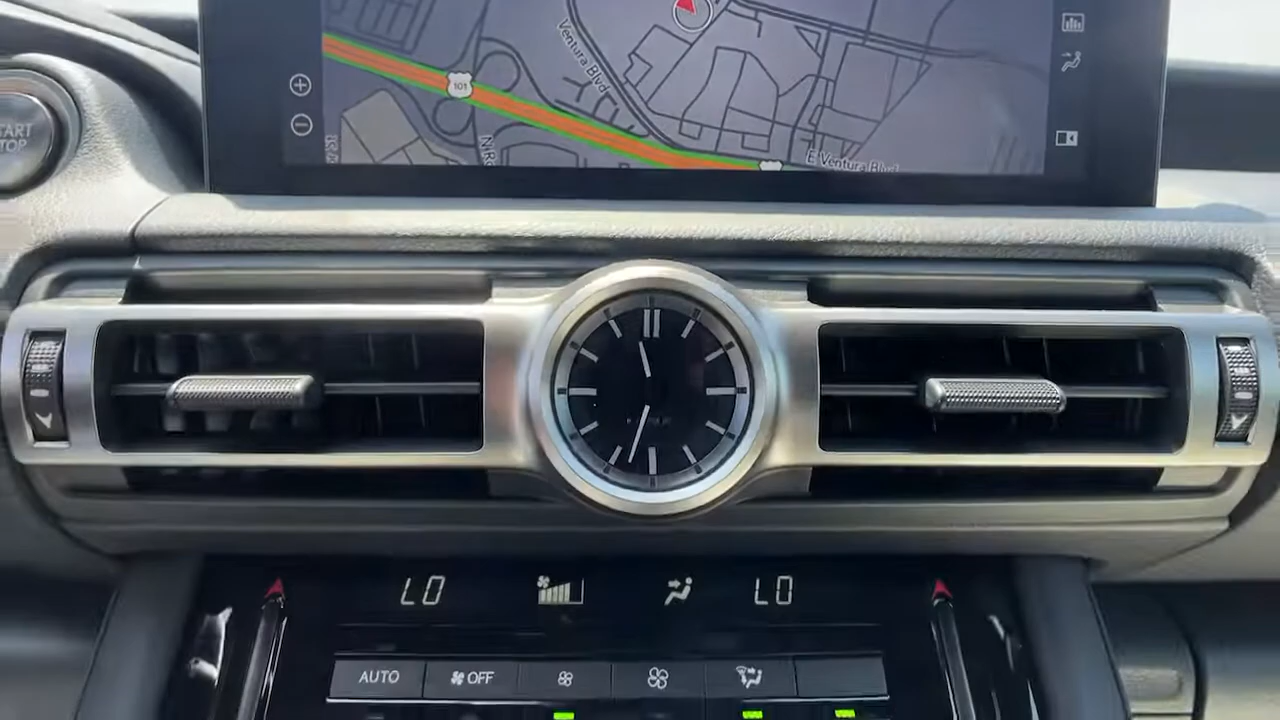 Ventura Blvd
101
START
STOP
E Ventura Blvd
LO
LO
AUTO
OFF